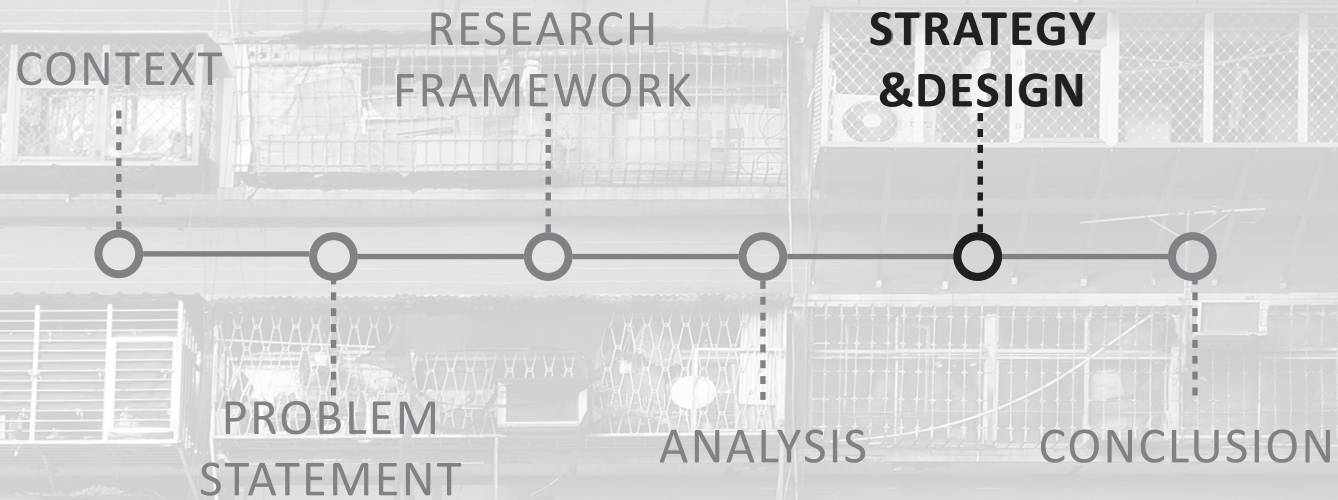 CONTEXT
PROBLEM
STATEMENT
RESEARCH
FRAMEWORK
ANALYSIS
STRATEGY
&DESIGN
CONCLUSION